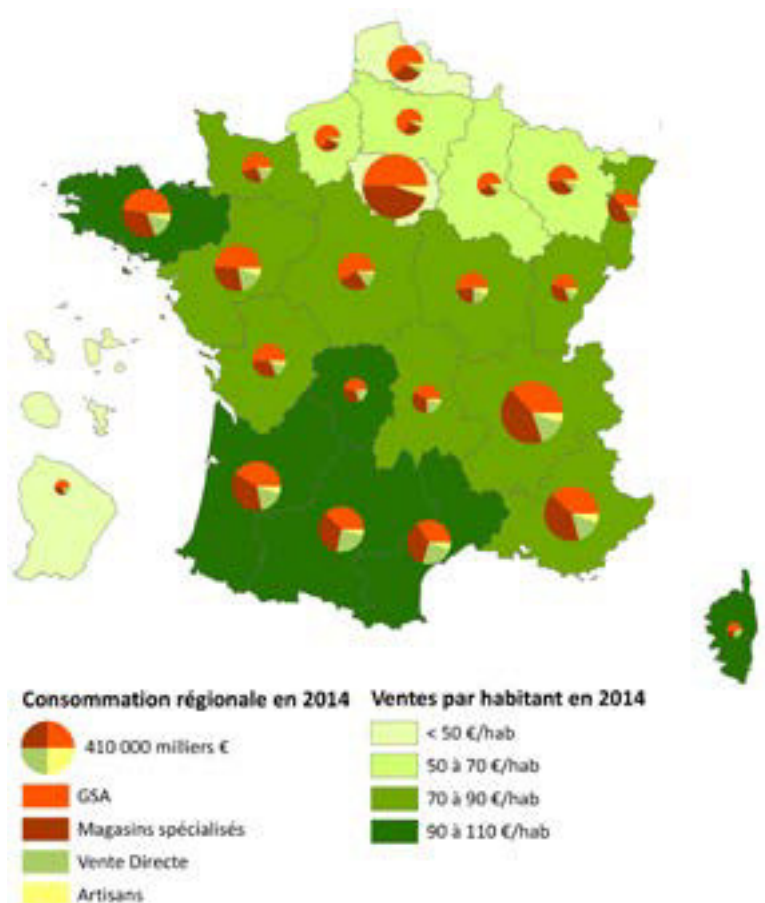 Consommation régionale en 2014
410 000 milliers €
GSA
Magasins spécialisés
Vente Directe
Artisans
Ventes par habitant en 2014
< 50 €/hab
50 à 70 €/hab
70 à 90 €/hab
90 à 110 €/hab